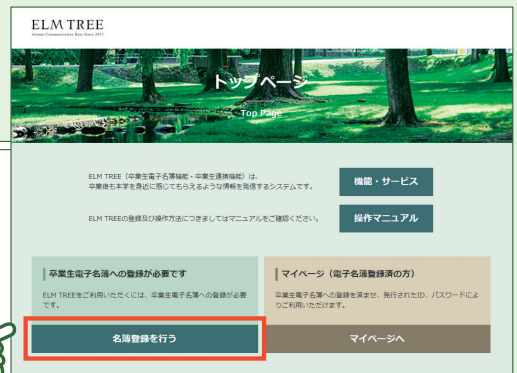 ELM TREE
Alumni Communication Base Since 2023
トップページ
Top Page
ELM TREE（卒業生電子名簿機能・卒業生連携機能）は、
卒業後も本学を身近に感じてもらえるような情報を発信するシステムです。
機能・サービス
ELM TREEの登録及び操作方法につきましてはマニュアルをご確認ください。
操作マニュアル
卒業生電子名簿への登録が必要です
ELM TREEをご利用いただくには、卒業生電子名簿への登録が必要
です。
名簿登録を行う
マイページ（電子名簿登録済の方）
卒業生電子名簿への登録を済ませ、発行されたID、パスワードによ
りご利用いただけます。
マイページへ